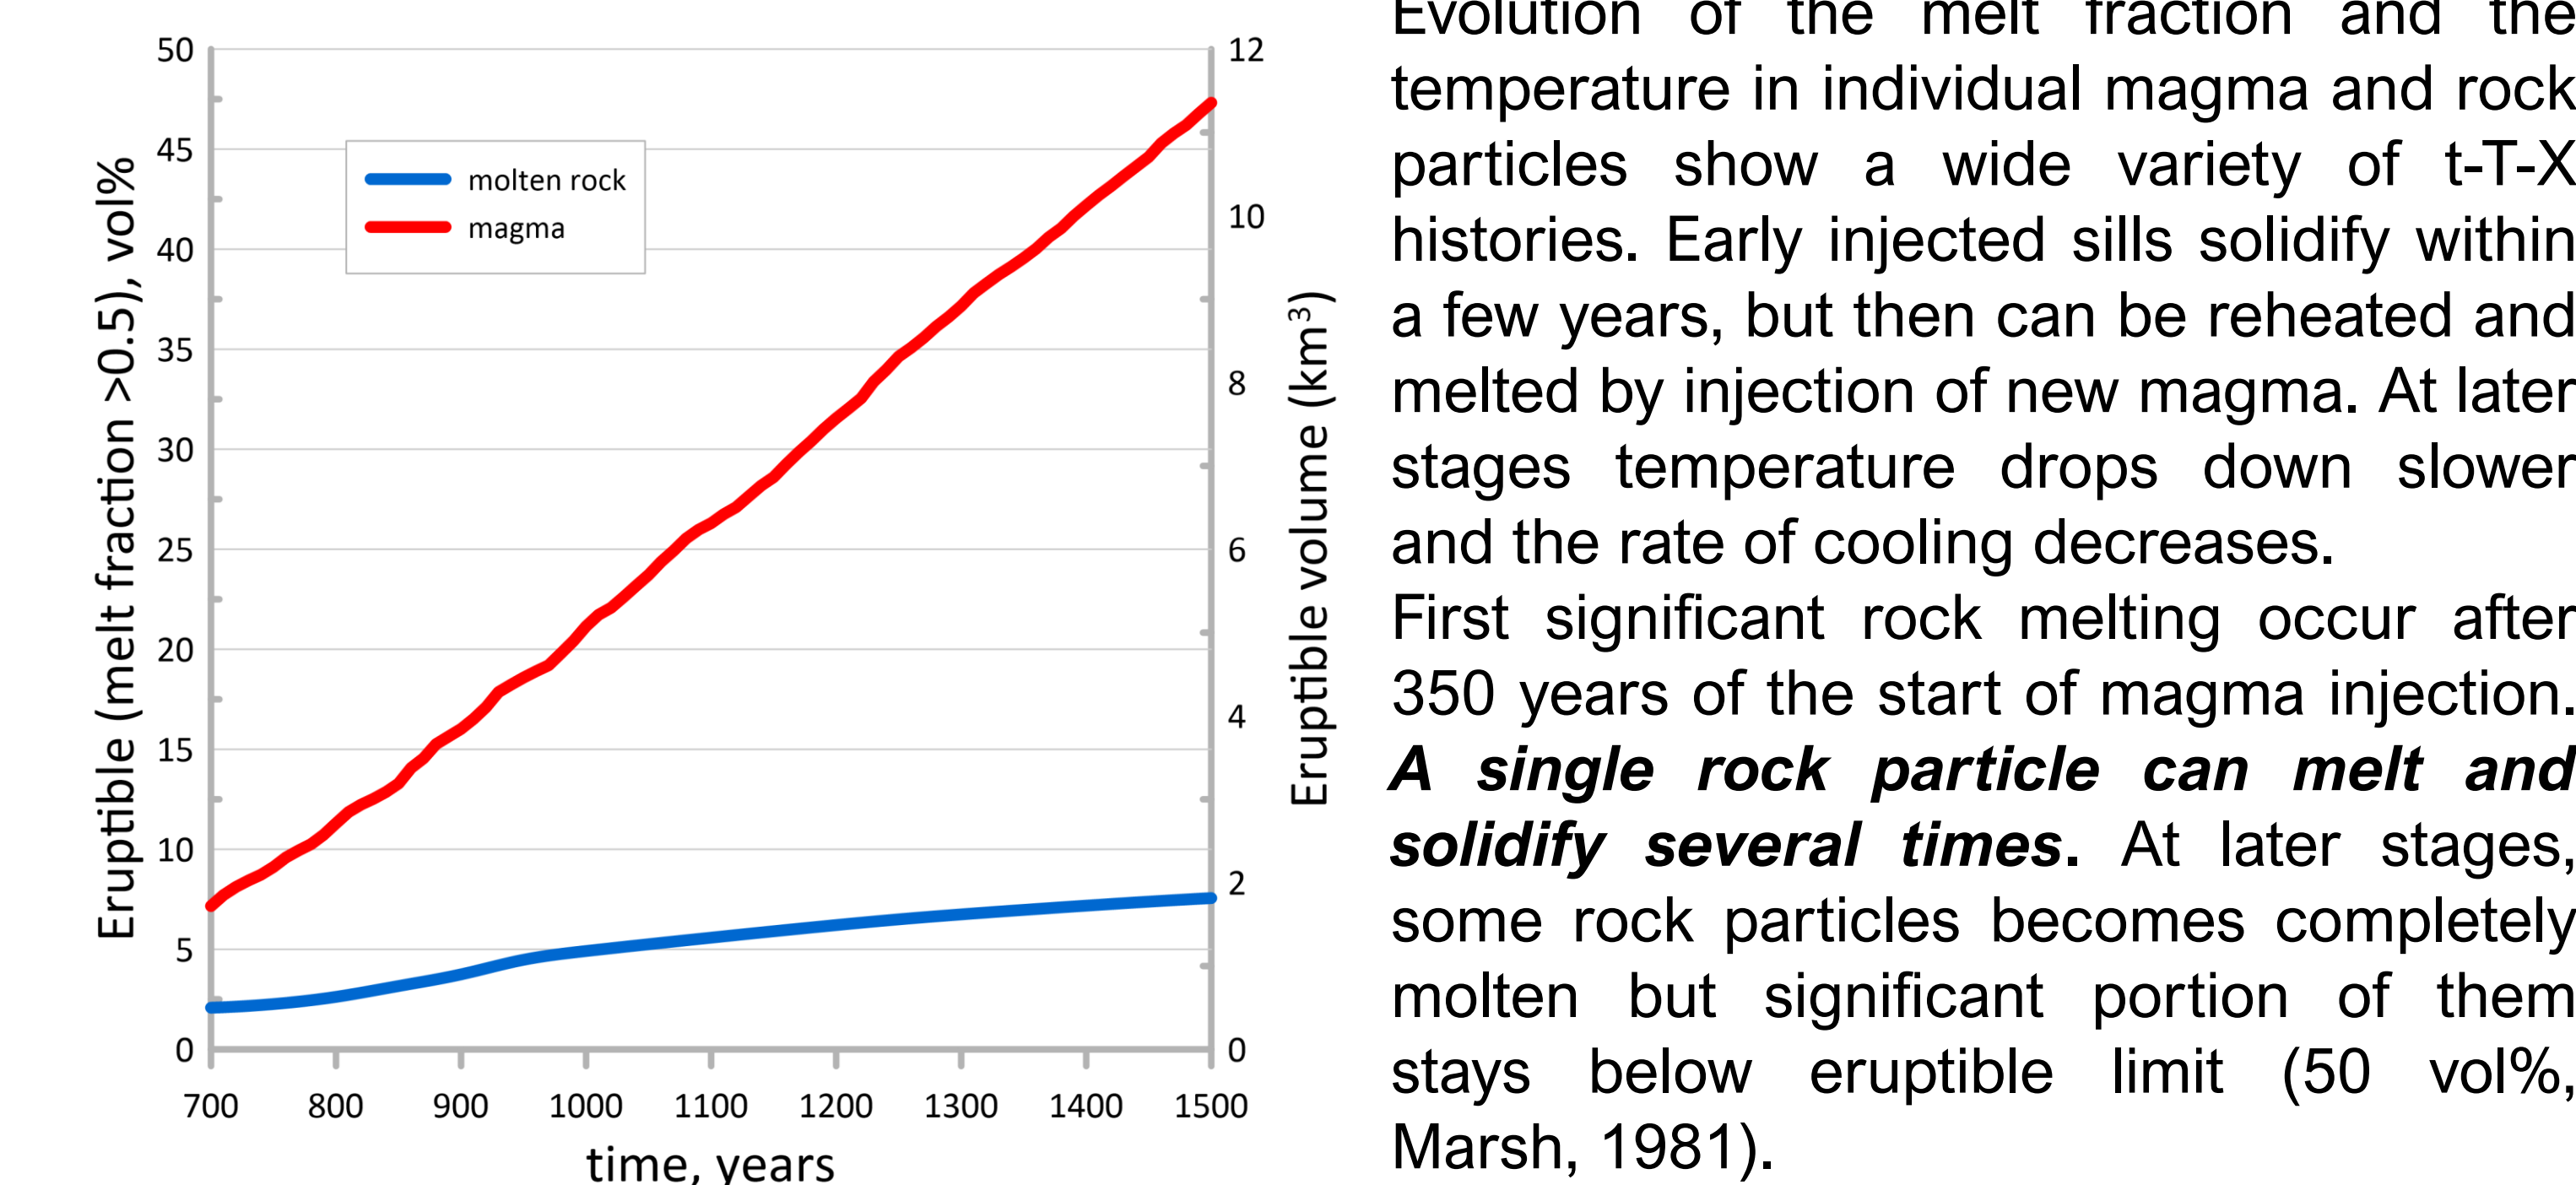 50
45
40
35
30
25
20
15
10
5
0
Eruptible (melt fraction >0.5), vol%
molten rock
magma
12
10
8
6
4
2
0
Eruptible volume (km³)
700 800 900 1000 1100 1200 1300 1400 1500
time, years
Evolution of the melt fraction and the
temperature in individual magma and rock
particles show a wide variety of t-T-X
histories. Early injected sills solidify within
a few years, but then can be reheated and
melted by injection of new magma. At later
stages temperature drops down slower
and the rate of cooling decreases.
First significant rock melting occur after
350 years of the start of magma injection.
A single rock particle can melt and
solidify several times. At later stages,
some rock particles becomes completely
molten but significant portion of them
stays below eruptible limit (50 vol%,
Marsh, 1981).